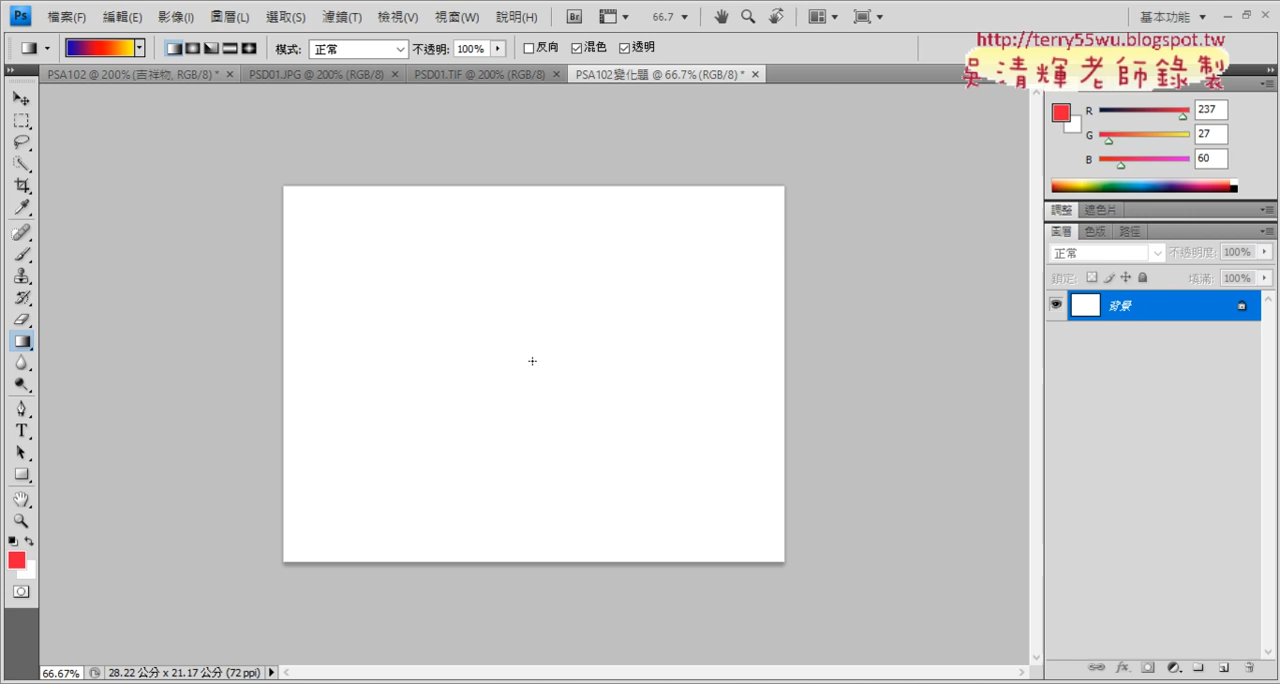 Ps 檔案(F) 編輯(E) 影像(I) 圖層(L) 選取(S) 濾鏡(T) 檢視(V) 視窗(W) 說明(H) Br 66.7 基本功能
模式: 正常 不透明: 100% 反向 混色 透明
http://terry55wu.blogspot.tw
吳清輝老師錄製
PSA102 @ 200%(吉祥物, RGB/8) * PSD01.JPG @ 200% (RGB/8) PSD01.TIF @ 200% (RGB/8) PSA102變化題 @ 66.7% (RGB/8) *
R 237
G 27
B 60
調整 遮色片
圖層 色版 路徑
正常 不透明度: 100%
鎖定: 填滿: 100%
背景
T
66.67% 28.22 公分 x 21.17 公分 (72 ppi)
fx